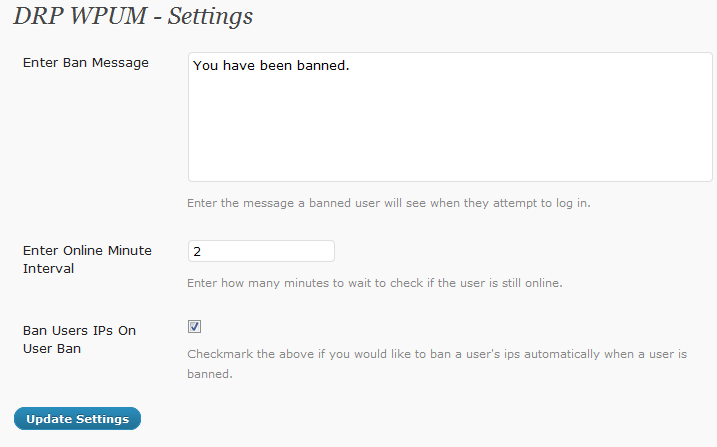 DRP WPUM - Settings
Enter Ban Message
You have been banned.
Enter the message a banned user will see when they attempt to log in.
Enter Online Minute
Interval
2
Enter how many minutes to wait to check if the user is still online.
Ban Users IPs On
User Ban
Checkmark the above if you would like to ban a user's ips automatically when a user is
banned.
Update Settings